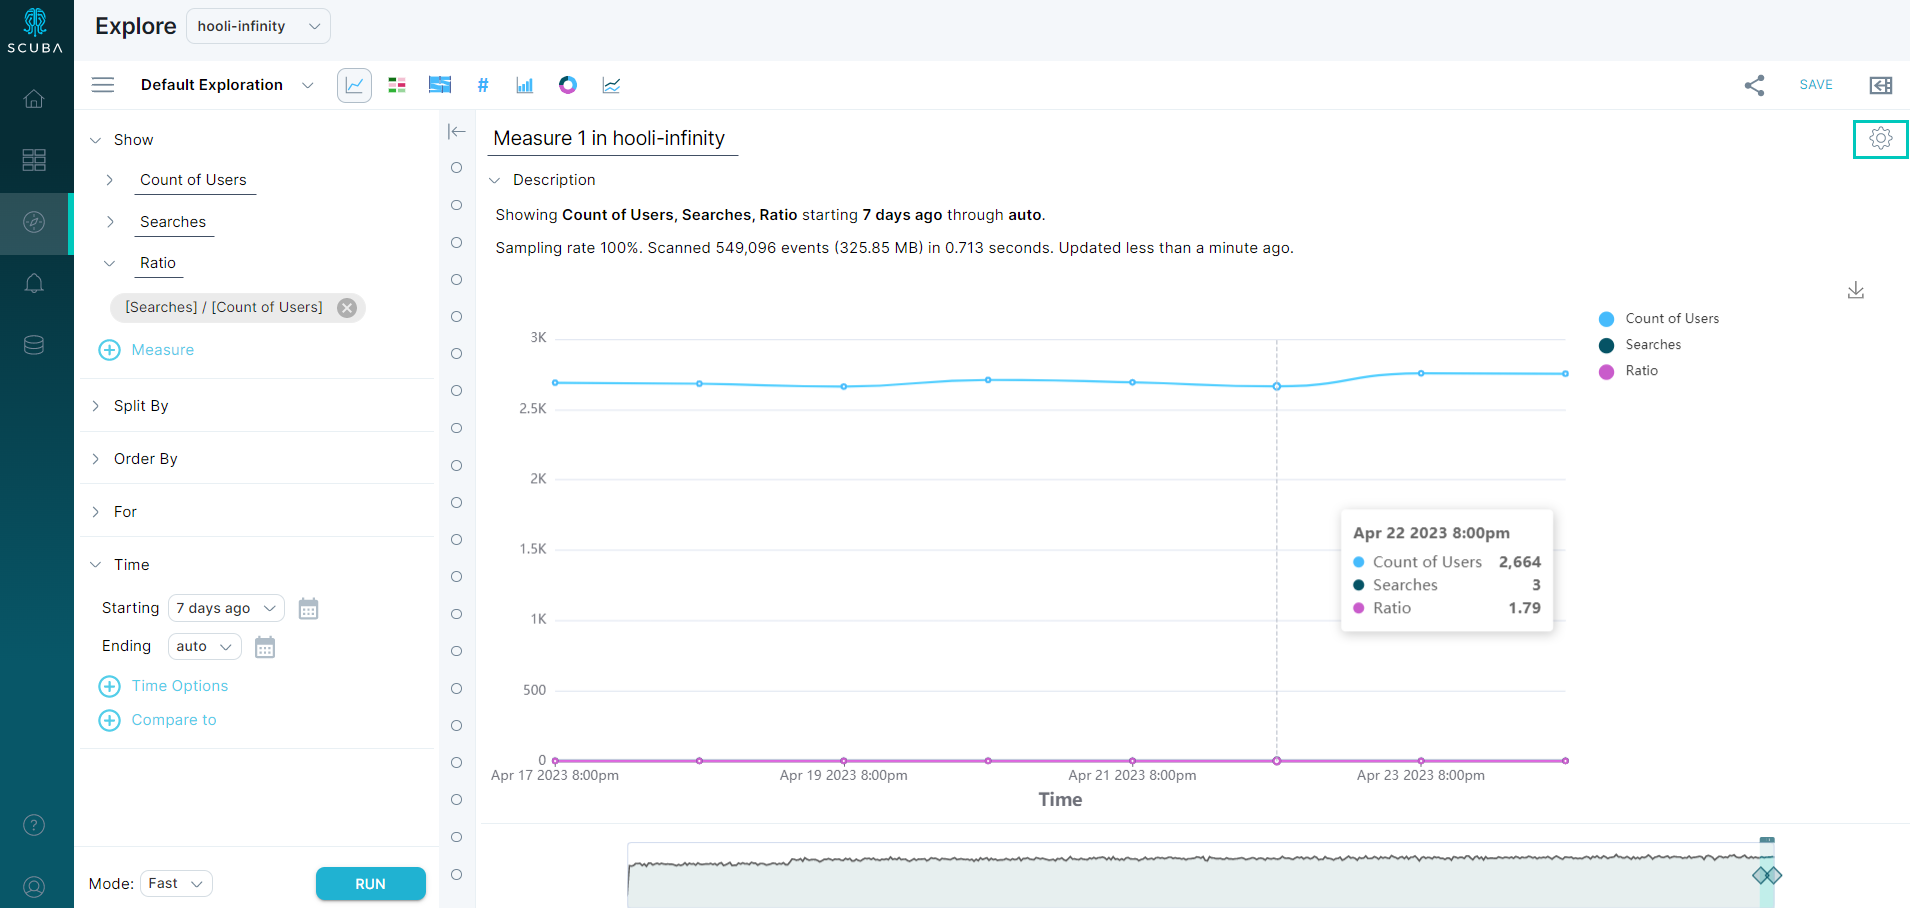 SCUBA
Explore
hooli-infinity
Default Exploration
#
SAVE
Show
Count of Users
Searches
Ratio
[Searches] / [Count of Users]
Measure
Split By
Order By
For
Time
Starting
7 days ago
Ending
auto
Time Options
Compare to
Mode:
Fast
RUN
?
Measure 1 in hooli-infinity
Description
Showing Count of Users, Searches, Ratio starting 7 days ago through auto.
Sampling rate 100%. Scanned 549,096 events (325.85 MB) in 0.713 seconds. Updated less than a minute ago.
Count of Users
Searches
Ratio
3K
2.5K
2K
1.5K
1K
500
0
Apr 22 2023 8:00pm
Count of Users 2,664
Searches 3
Ratio 1.79
Apr 17 2023 8:00pm
Apr 19 2023 8:00pm
Apr 21 2023 8:00pm
Apr 23 2023 8:00pm
Time